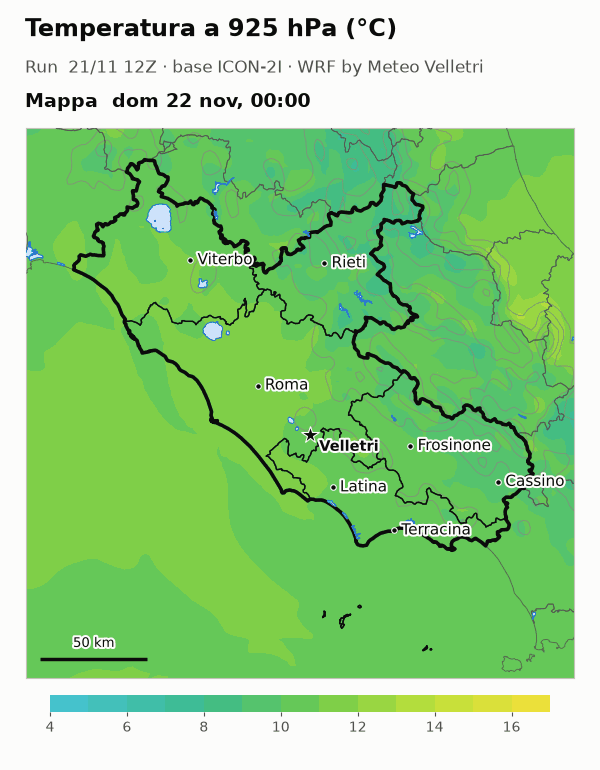 Temperatura a 925 hPa (°C)
Run  21/11 12Z · base ICON-2I · WRF by Meteo Velletri
Mappa  dom 22 nov, 00:00
Viterbo
Rieti
Roma
Velletri
Frosinone
Latina
Cassino
Terracina
50 km
4 6 8 10 12 14 16